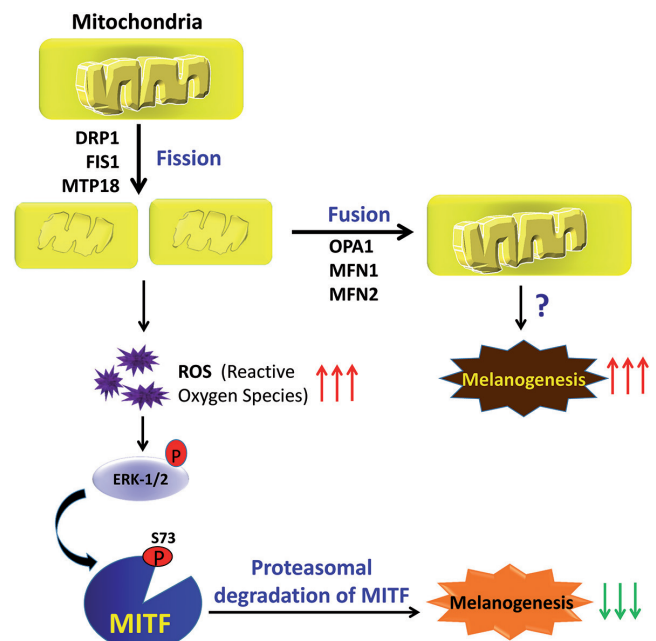 Mitochondria
DRP1
FIS1
MTP18
Fission
Fusion
OPA1
MFN1
MFN2
?
Melanogenesis
ROS (Reactive
Oxygen Species)
P
ERK-1/2
S73
P
MITF
Proteasomal
degradation of MITF
Melanogenesis